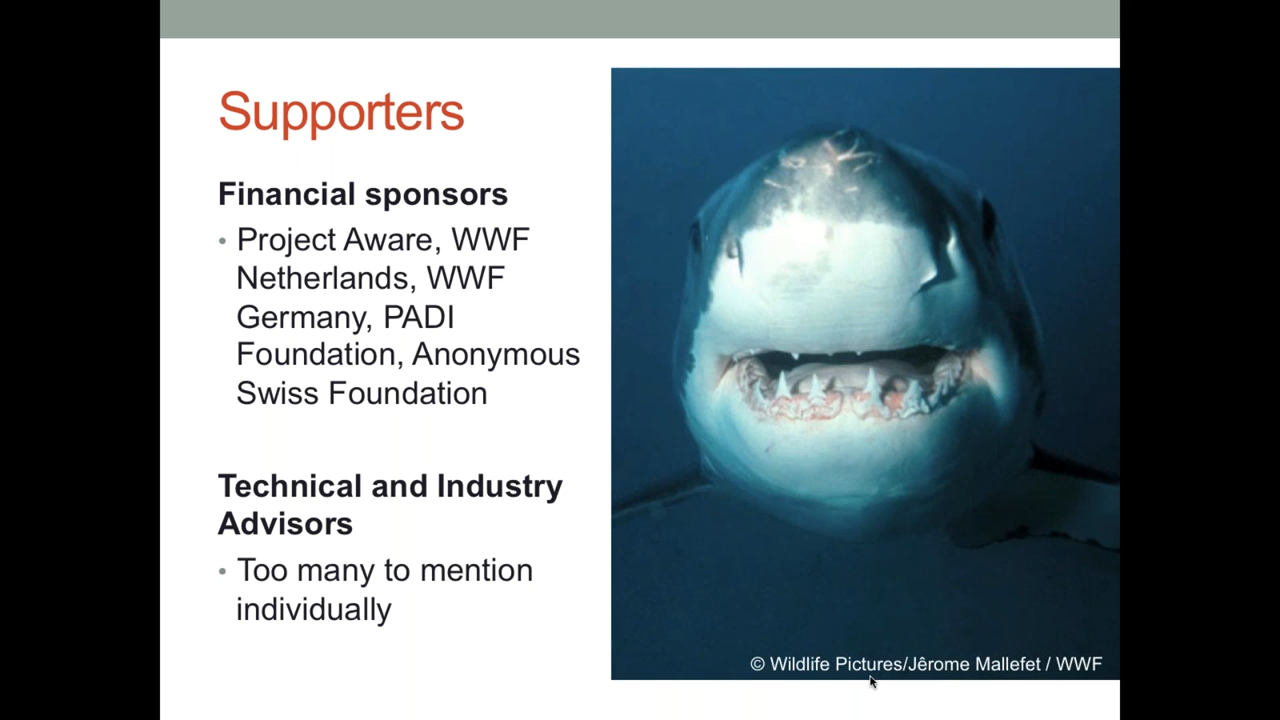 Supporters
Financial sponsors
• Project Aware, WWF
Netherlands, WWF
Germany, PADI
Foundation, Anonymous
Swiss Foundation
Technical and Industry
Advisors
• Too many to mention
individually
© Wildlife Pictures/Jêrome Mallefet / WWF